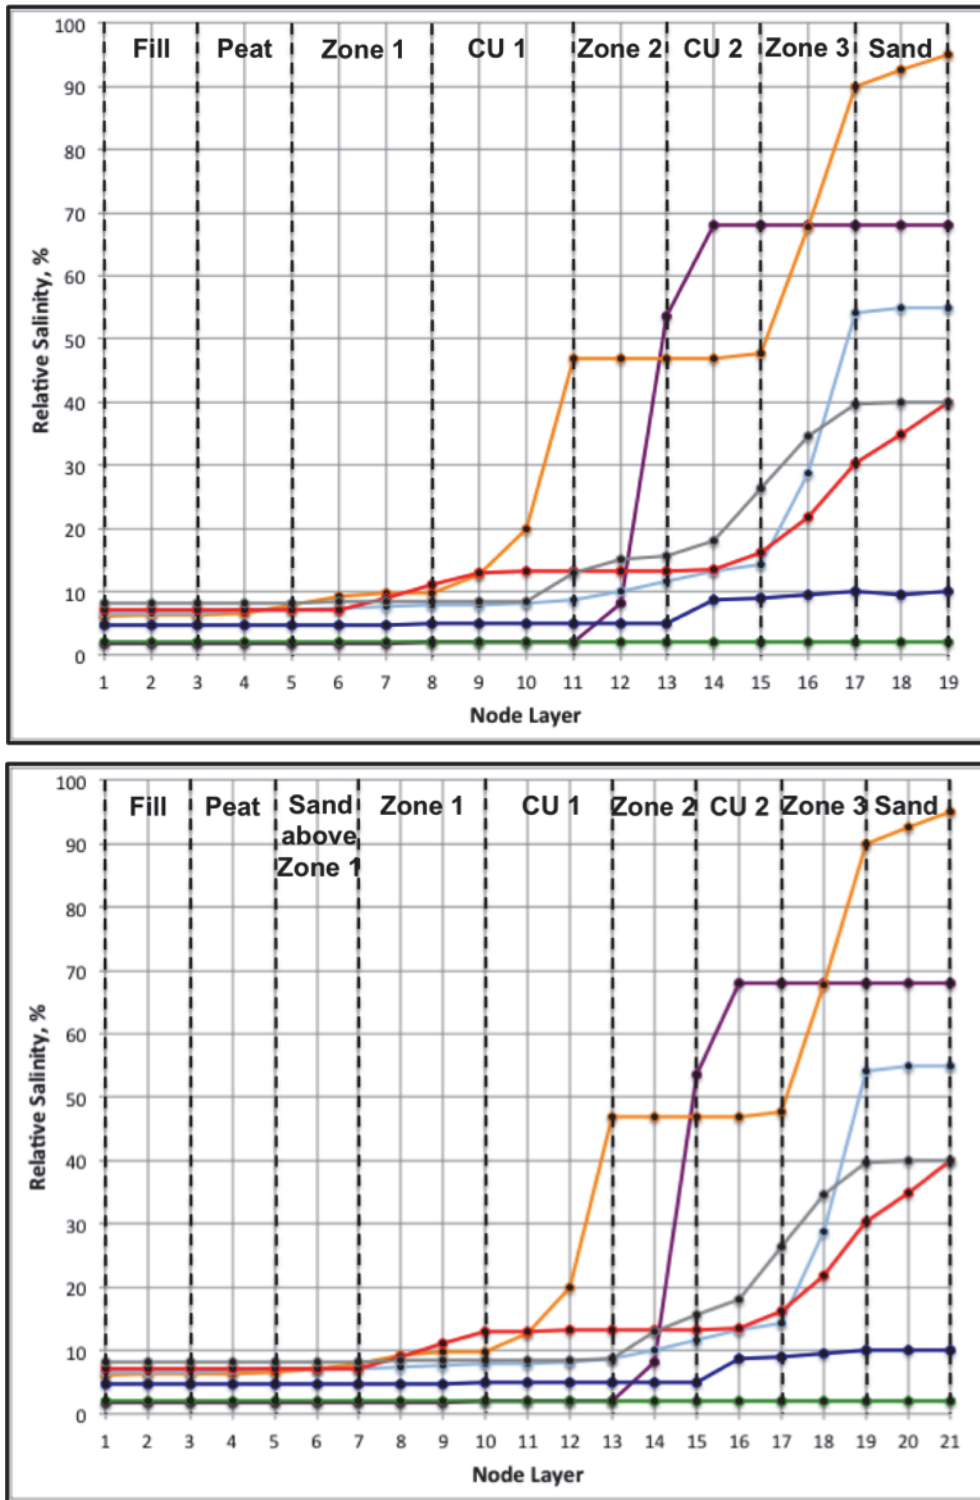 100
Fill Peat Zone 1 CU 1 Zone 2 CU 2 Zone 3 Sand
90
80
70
60
50
40
30
20
10
0
Relative Salinity, %
1 2 3 4 5 6 7 8 9 10 11 12 13 14 15 16 17 18 19
Node Layer
100
Fill Peat Sand Zone 1 CU 1 Zone 2 CU 2 Zone 3 Sand
above
Zone 1
90
80
70
60
50
40
30
20
10
0
Relative Salinity, %
1 2 3 4 5 6 7 8 9 10 11 12 13 14 15 16 17 18 19 20 21
Node Layer